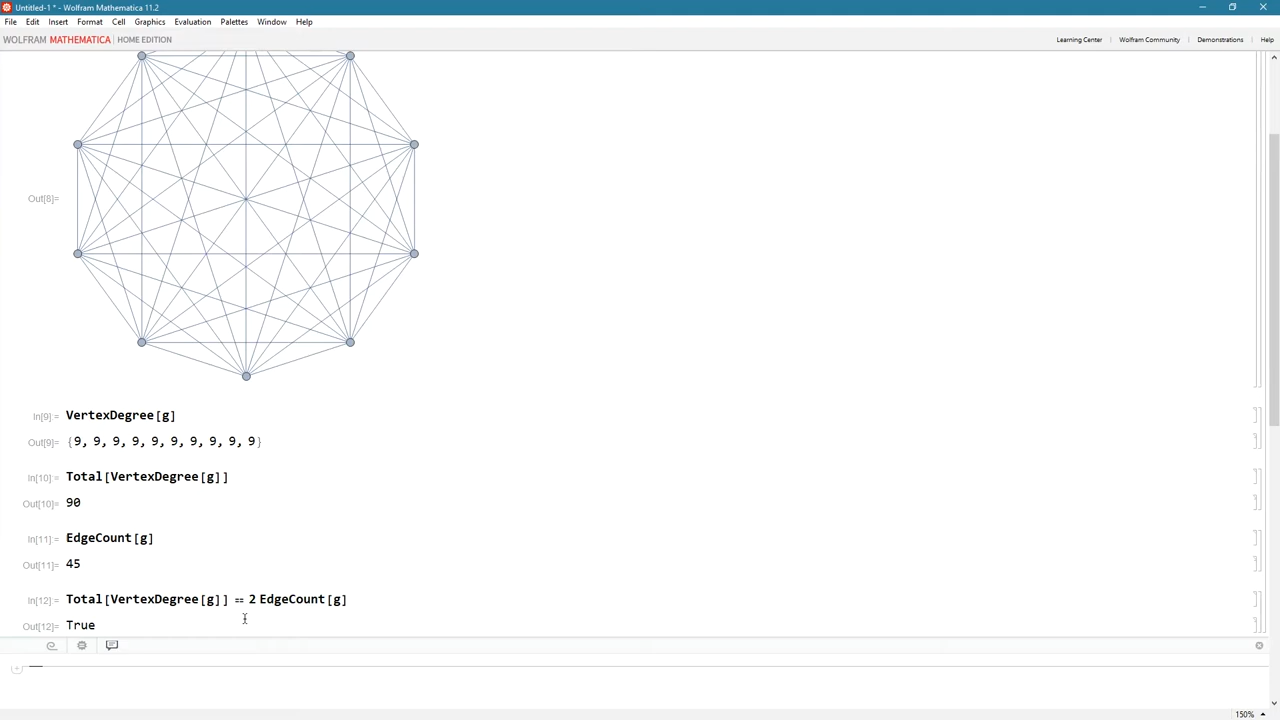 Untitled-1 * - Wolfram Mathematica 11.2
File Edit Insert Format Cell Graphics Evaluation Palettes Window Help
WOLFRAM MATHEMATICA | HOME EDITION
Learning Center | Wolfram Community | Demonstrations | Help
Out[8]=
In[9]:= VertexDegree[g]
Out[9]= {9, 9, 9, 9, 9, 9, 9, 9, 9, 9}
In[10]:= Total[VertexDegree[g]]
Out[10]= 90
In[11]:= EdgeCount[g]
Out[11]= 45
In[12]:= Total[VertexDegree[g]] == 2 EdgeCount[g]
Out[12]= True
150%